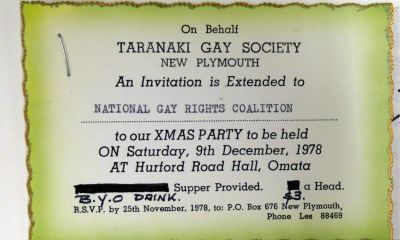 On Behalf
TARANAKI GAY SOCIETY
NEW PLYMOUTH
An Invitation is Extended to
NATIONAL GAY RIGHTS COALITION
to our XMAS PARTY to be held
ON Saturday, 9th December, 1978
AT Hurford Road Hall, Omata
Supper Provided. a Head.
B.Y.O DRINK. $3.
R.S.V.P. by 25th November, 1978, to: P.O. Box 676 New Plymouth,
Phone Les 88469